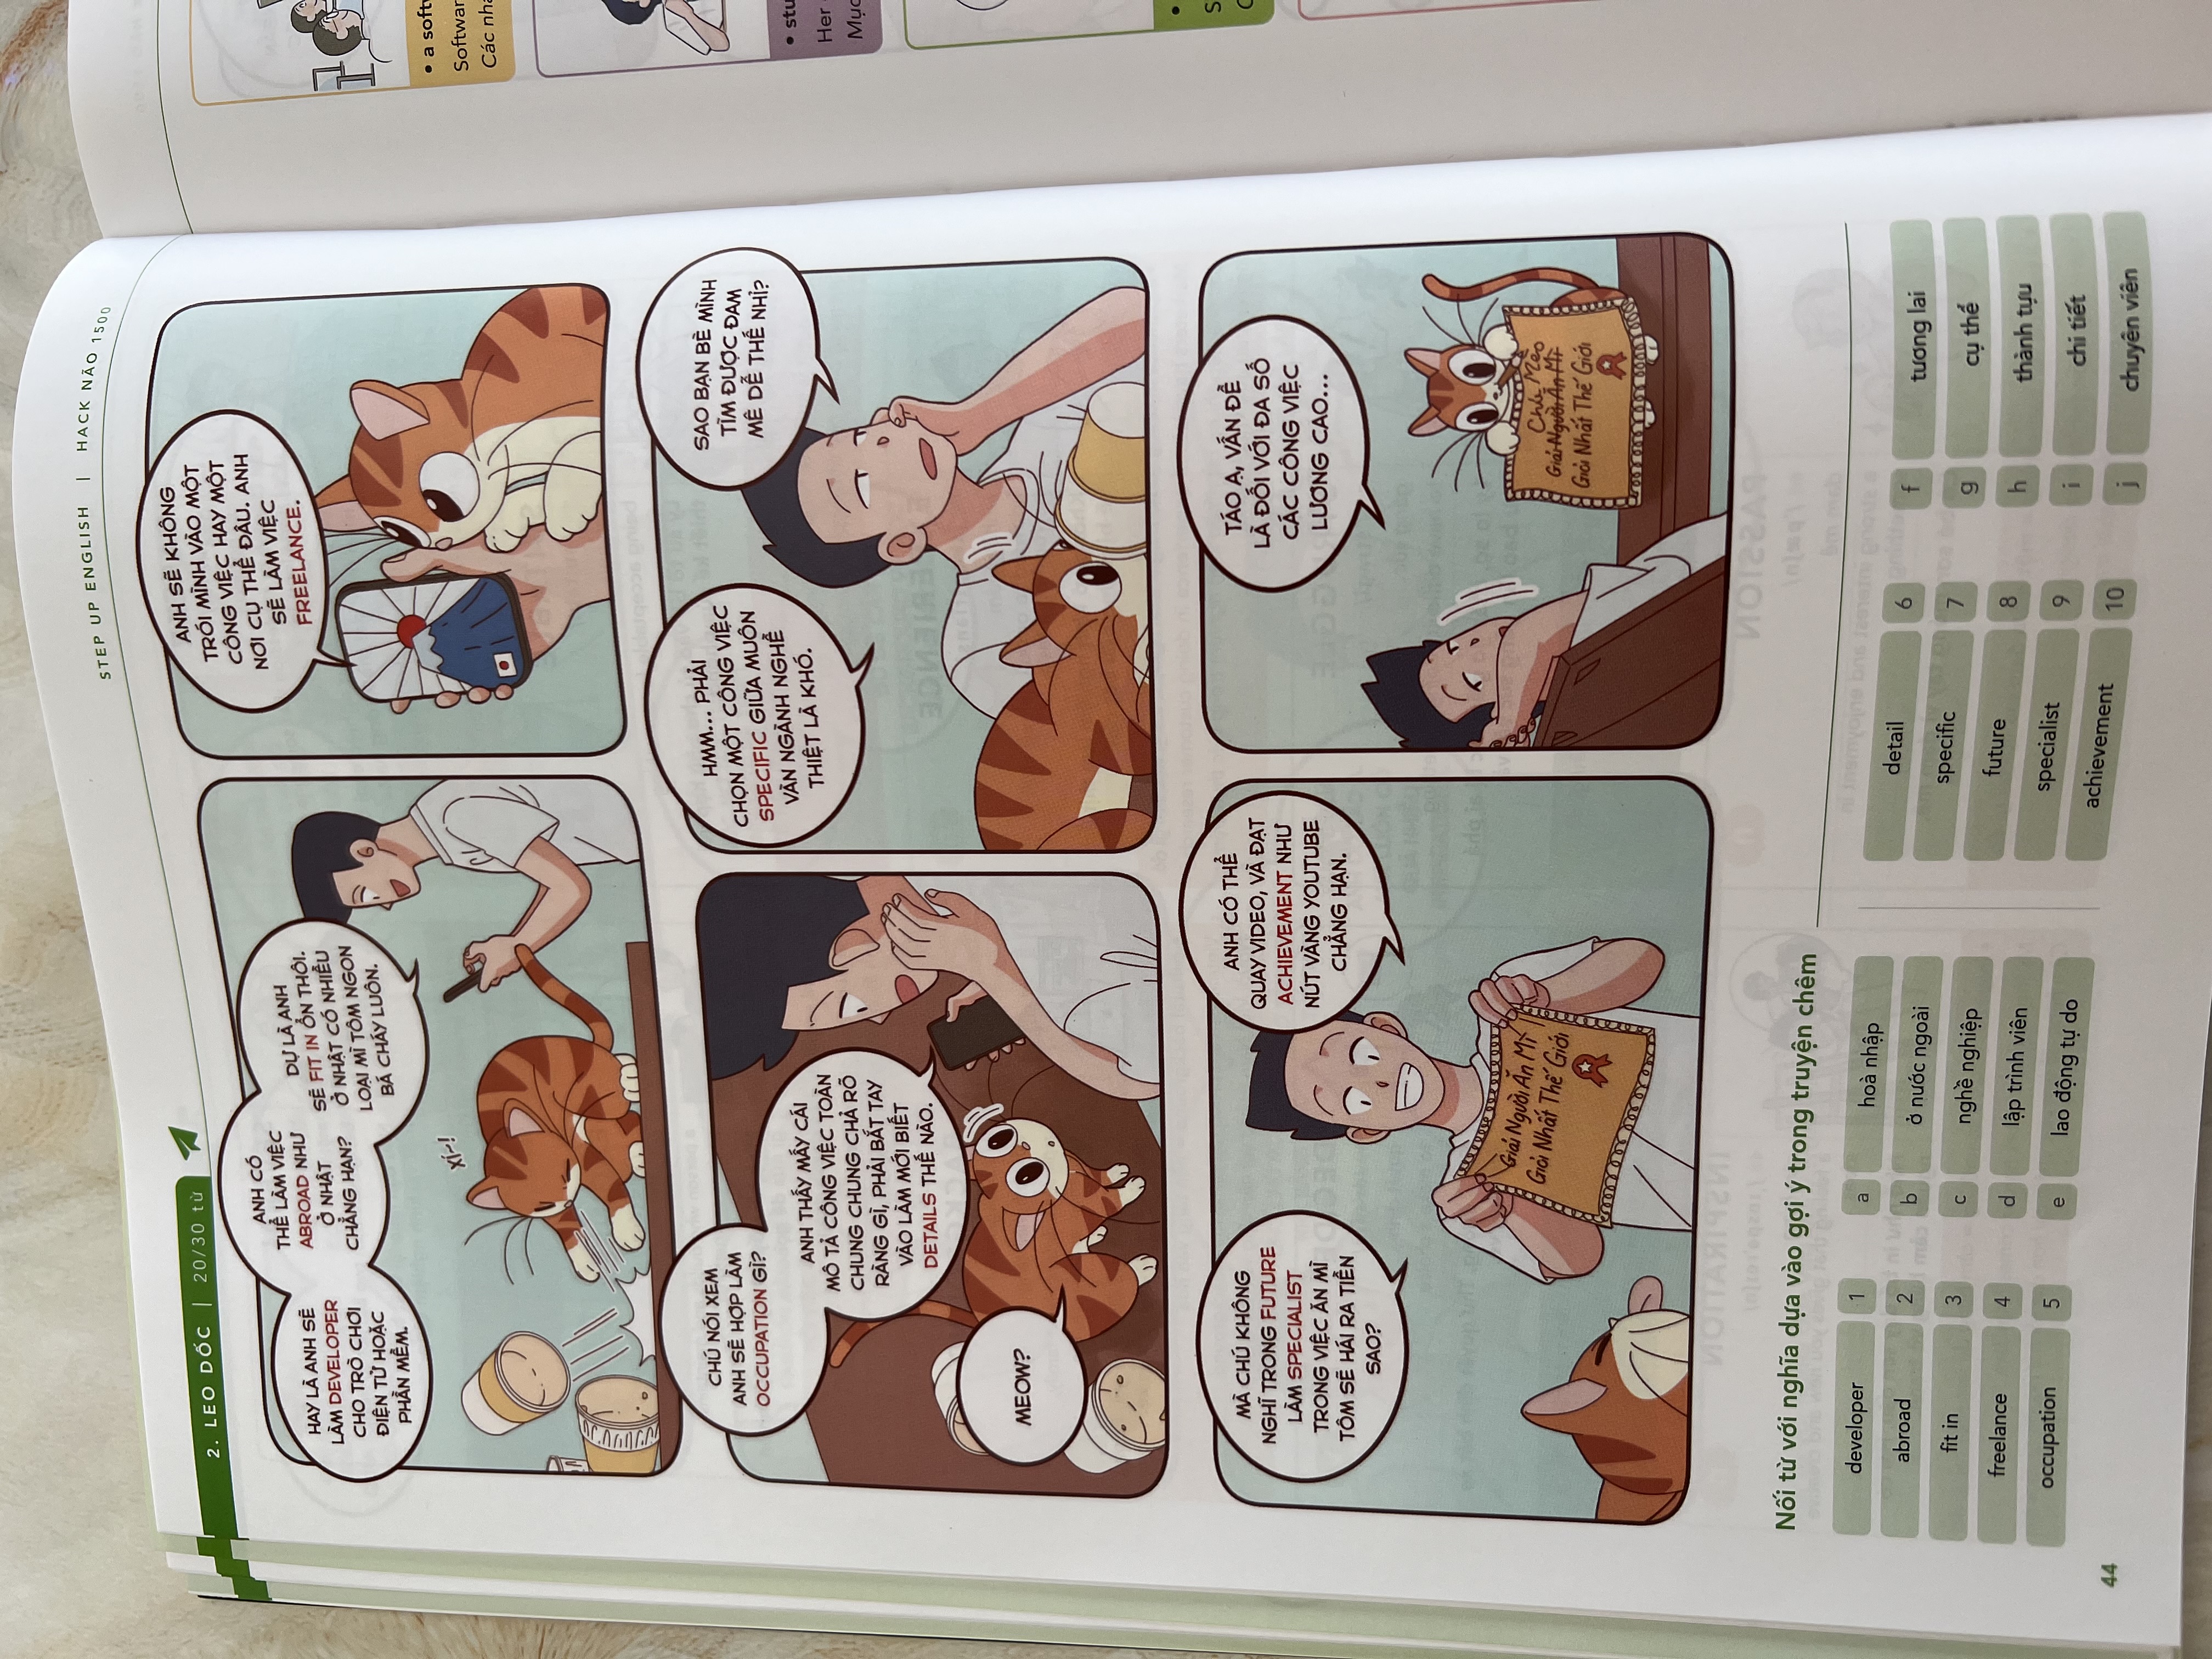 STEP UP ENGLISH | HACK NÃO 1500
2. LEO DỐC | 20/30 từ
HAY LÀ ANH SẼ
LÀM DEVELOPER
CHO TRÒ CHƠI
ĐIỆN TỬ HOẶC
PHẦN MỀM.
ANH CÓ
THỂ LÀM VIỆC
ABROAD NHƯ
Ở NHẬT
CHẲNG HẠN?
DỰ LÀ ANH
SẼ FIT IN ỔN THÔI.
Ở NHẬT CÓ NHIỀU
LOẠI MÌ TÔM NGON
BÁ CHÁY LUÔN.
XÍ~!
ANH SẼ KHÔNG
TRÓI MÌNH VÀO MỘT
CÔNG VIỆC HAY MỘT
NƠI CỤ THỂ ĐÂU. ANH
SẼ LÀM VIỆC
FREELANCE.
CHÚ NÓI XEM
ANH SẼ HỢP LÀM
OCCUPATION GÌ?
ANH THẤY MẤY CÁI
MÔ TẢ CÔNG VIỆC TOÀN
CHUNG CHUNG CHẢ RÕ
RÀNG GÌ, PHẢI BẮT TAY
VÀO LÀM MỚI BIẾT
DETAILS THẾ NÀO.
MEOW?
HMM... PHẢI
CHỌN MỘT CÔNG VIỆC
SPECIFIC GIỮA MUÔN
VÀN NGÀNH NGHỀ
THIỆT LÀ KHÓ.
SAO BẠN BÈ MÌNH
TÌM ĐƯỢC ĐAM
MÊ DỄ THẾ NHỈ?
MÀ CHÚ KHÔNG
NGHĨ TRONG FUTURE
LÀM SPECIALIST
TRONG VIỆC ĂN MÌ
TÔM SẼ HÁI RA TIỀN
SAO?
ANH CÓ THỂ
QUAY VIDEO, VÀ ĐẠT
ACHIEVEMENT NHƯ
NÚT VÀNG YOUTUBE
CHẲNG HẠN.
Giải Người Ăn Mì
Giỏi Nhất Thế Giới
TÁO Ạ, VẤN ĐỀ
LÀ ĐỐI VỚI ĐA SỐ
CÁC CÔNG VIỆC
LƯƠNG CAO...
Chú Mèo
Giải Người Ăn Mì
Giỏi Nhất Thế Giới
Nối từ với nghĩa dựa vào gợi ý trong truyện chêm
developer 1 a hoà nhập
abroad 2 b ở nước ngoài
fit in 3 c nghề nghiệp
freelance 4 d lập trình viên
occupation 5 e lao động tự do
detail 6 f tương lai
specific 7 g cụ thể
future 8 h thành tựu
specialist 9 i chi tiết
achievement 10 j chuyên viên
44
• a soft
Softwar
Các nh
• stu
Her
Mục